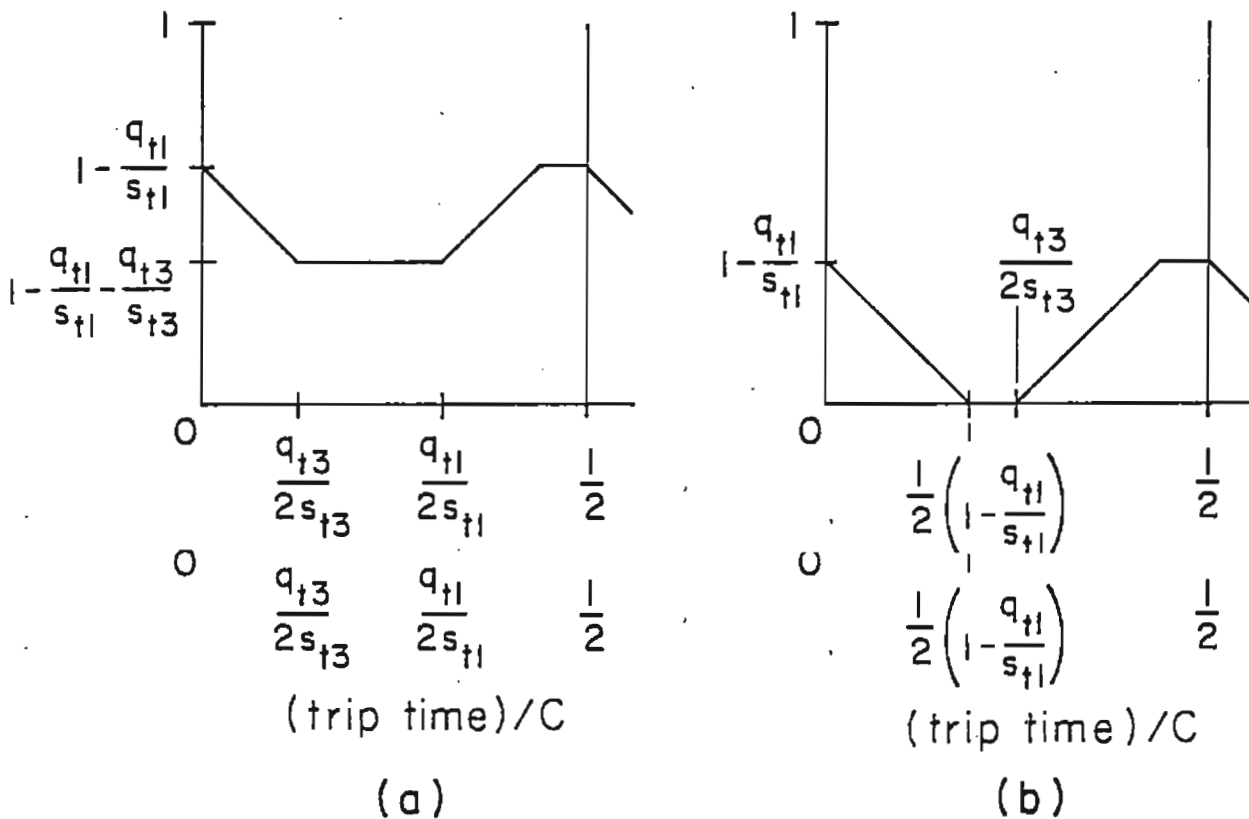 1
1 - q_t1/s_t1
1 - q_t1/s_t1 - q_t3/s_t3
0
q_t3/2s_t3 q_t1/2s_t1 1/2
0
q_t3/2s_t3 q_t1/2s_t1 1/2
(trip time)/C
(a)
1
1 - q_t1/s_t1
q_t3/2s_t3
0
1/2(1 - q_t1/s_t1) 1/2
0
1/2(1 - q_t1/s_t1) 1/2
(trip time)/C
(b)